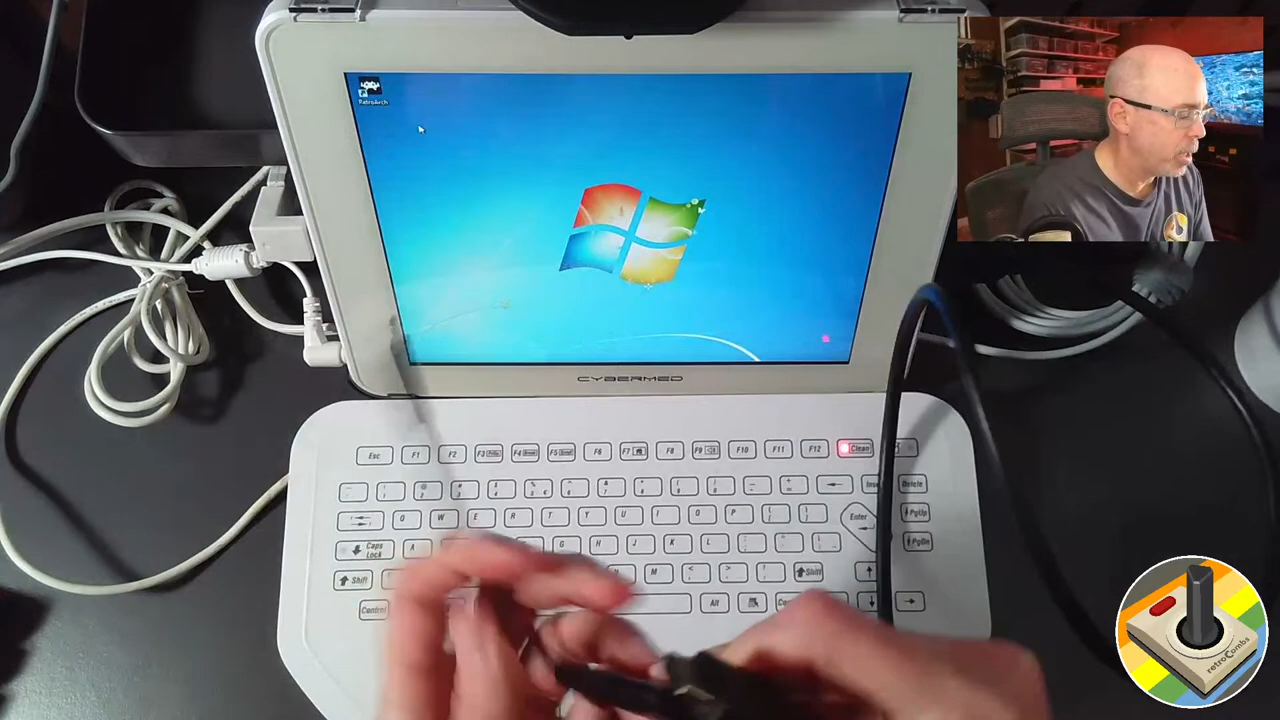 RetroArch
CYBERMED
Esc F1 F2 F3 F4 F5 F6 F7 F8 F9 F10 F11 F12 Clean
Delete
W E R T Y U I O P Enter PgUp
Caps Lock A G H J K L PgDn
Shift M Shift
Control Alt
retroCombs